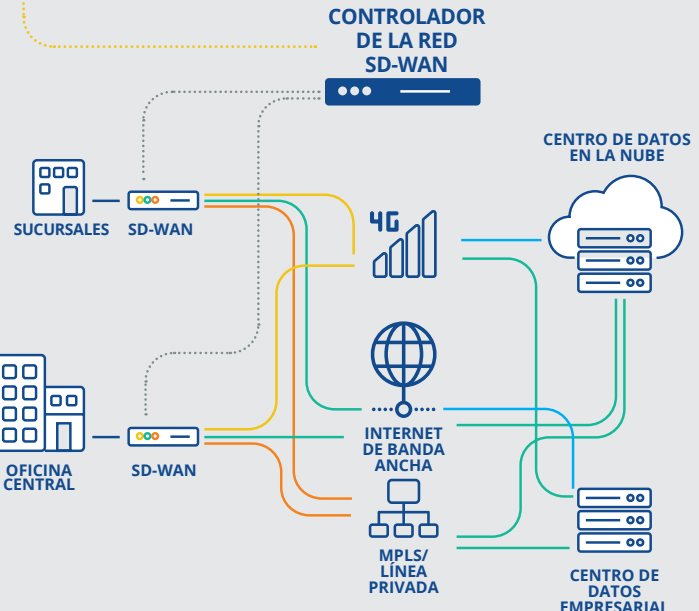 CONTROLADOR
DE LA RED
SD-WAN
CENTRO DE DATOS
EN LA NUBE
SUCURSALES
SD-WAN
4G
INTERNET
DE BANDA
ANCHA
OFICINA
CENTRAL
SD-WAN
MPLS/
LÍNEA
PRIVADA
CENTRO DE
DATOS
EMPRESARIAL